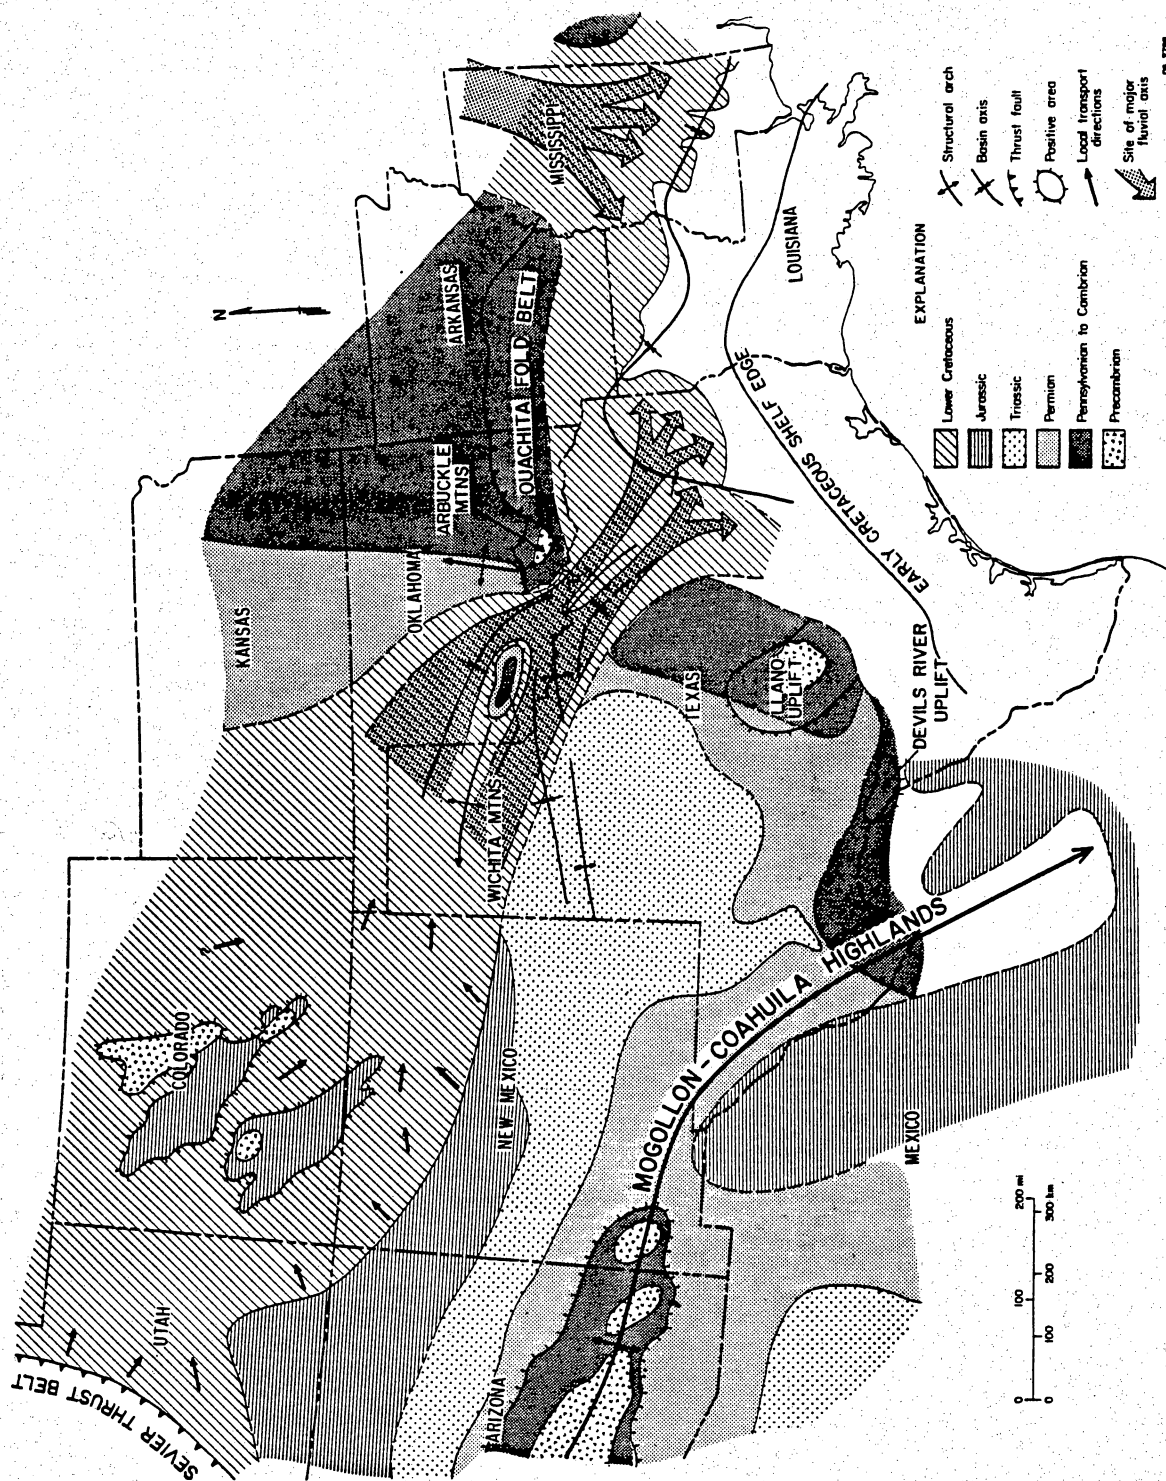 SEVIER THRUST BELT
UTAH
COLORADO
KANSAS
N
ARIZONA
NEW MEXICO
WICHITA MTNS
OKLAHOMA
ARBUCKLE
MTNS
ARKANSAS
OUACHITA FOLD BELT
MISSISSIPPI
MOGOLLON - COAHUILA HIGHLANDS
TEXAS
LLANO
UPLIFT
DEVILS RIVER
UPLIFT
EARLY CRETACEOUS SHELF EDGE
LOUISIANA
MEXICO
0 100 200 mi
0 100 200 300 km
EXPLANATION
Lower Cretaceous
Jurassic
Triassic
Permian
Pennsylvanian to Cambrian
Precambrian
Structural arch
Basin axis
Thrust fault
Positive area
Local transport
directions
Site of major
fluvial axis